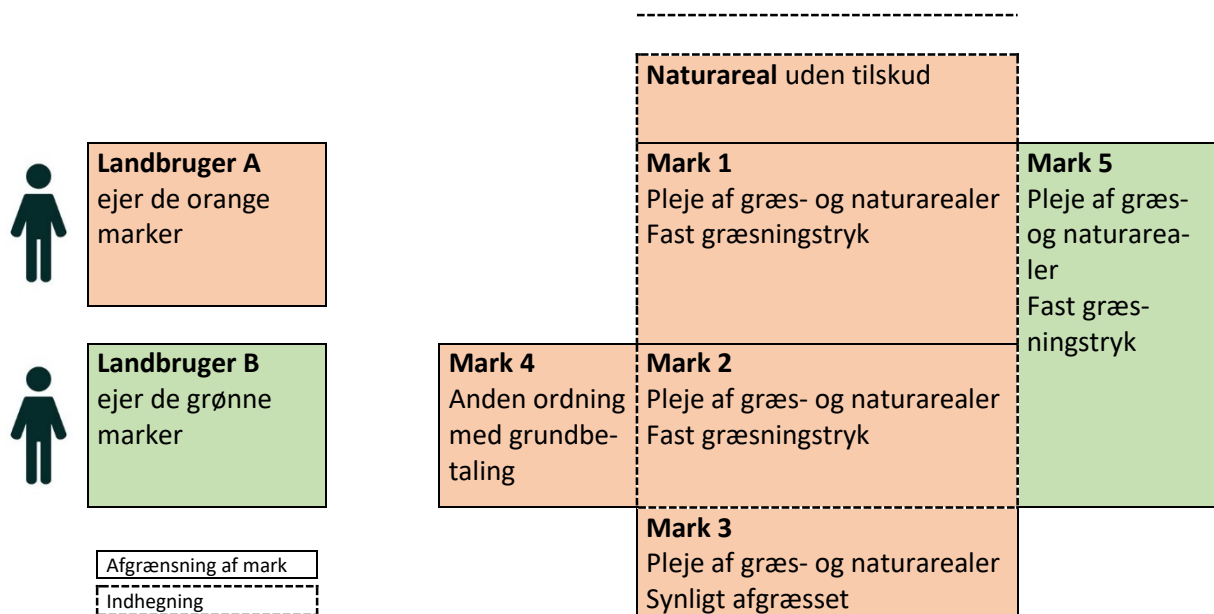 Naturareal uden tilskud
Landbruger A
ejer de orange
marker
Mark 1
Pleje af græs- og naturarealer
Fast græsningstryk
Mark 5
Pleje af græs-
og naturarea-
ler
Fast græs-
ningstryk
Landbruger B
ejer de grønne
marker
Mark 4
Anden ordning
med grundbe-
taling
Mark 2
Pleje af græs- og naturarealer
Fast græsningstryk
Mark 3
Pleje af græs- og naturarealer
Synligt afgræsset
Afgrænsning af mark
Indhegning